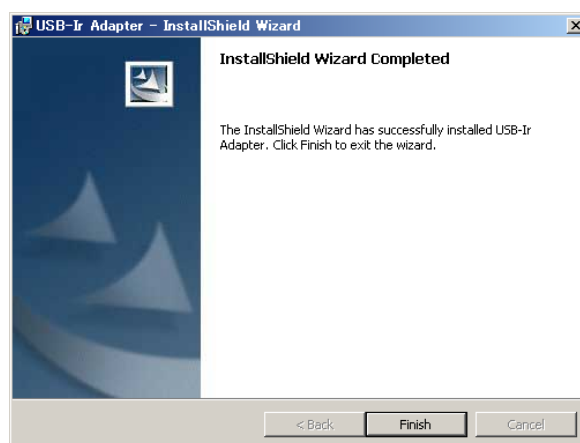 USB-Ir Adapter - InstallShield Wizard
InstallShield Wizard Completed
The InstallShield Wizard has successfully installed USB-Ir
Adapter. Click Finish to exit the wizard.
< Back Finish Cancel